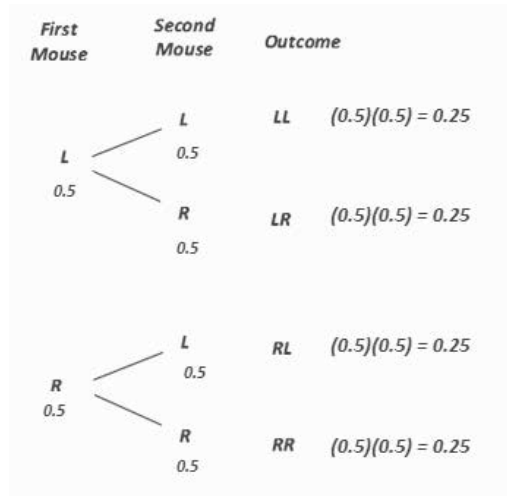 First Mouse
Second Mouse
Outcome
L
0.5
L
0.5
LL (0.5)(0.5) = 0.25
R
0.5
LR (0.5)(0.5) = 0.25
R
0.5
L
0.5
RL (0.5)(0.5) = 0.25
R
0.5
RR (0.5)(0.5) = 0.25